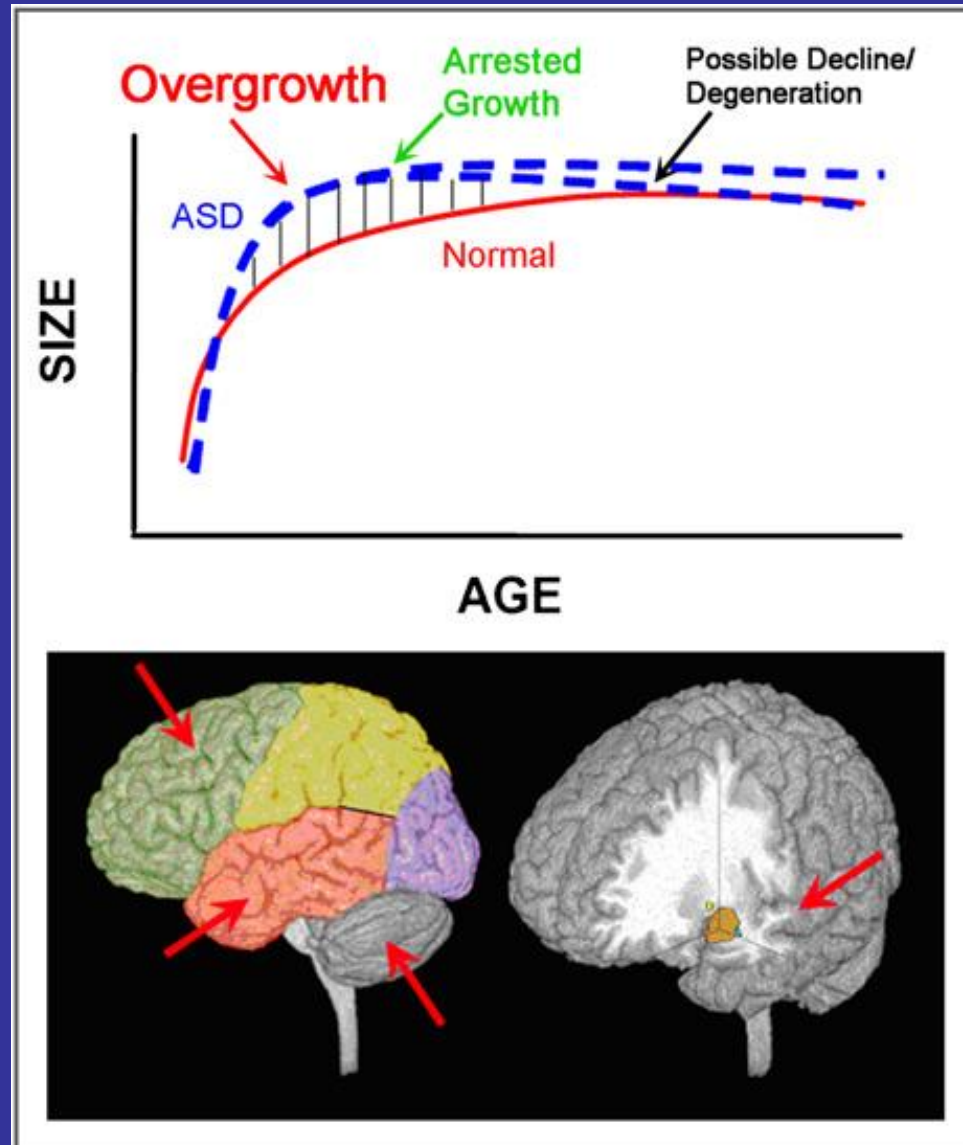 Overgrowth
Arrested
Growth
Possible Decline/
Degeneration
ASD
Normal
SIZE
AGE